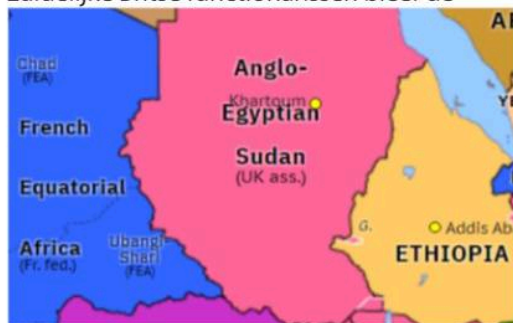 Chad
(FEA)
French
Equatorial
Africa
(Fr. fed.)
Ubangi-
Shari
(FEA)
Anglo-
Khartoum
Egyptian
Sudan
(UK ass.)
G.
Addis Ab
ETHIOPIA